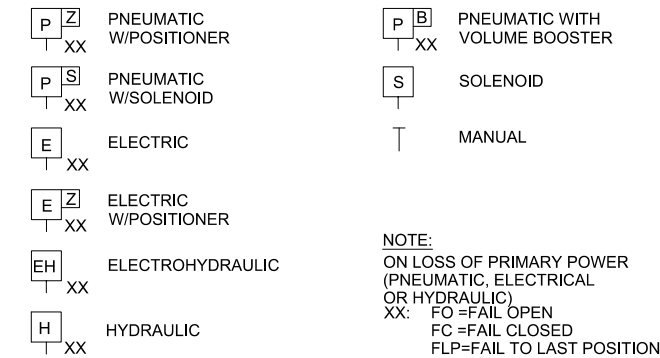 P Z XX PNEUMATIC
W/POSITIONER
P S XX PNEUMATIC
W/SOLENOID
E XX ELECTRIC
E Z XX ELECTRIC
W/POSITIONER
EH XX ELECTROHYDRAULIC
H XX HYDRAULIC
P B XX PNEUMATIC WITH
VOLUME BOOSTER
S SOLENOID
MANUAL
NOTE:
ON LOSS OF PRIMARY POWER
(PNEUMATIC, ELECTRICAL
OR HYDRAULIC)
XX: FO =FAIL OPEN
FC =FAIL CLOSED
FLP=FAIL TO LAST POSITION